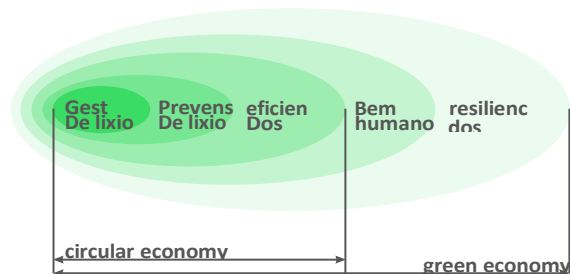 Gest Prevens eficien Bem resilienc
De lixio De lixio Dos humano dos
circular economy
green economy